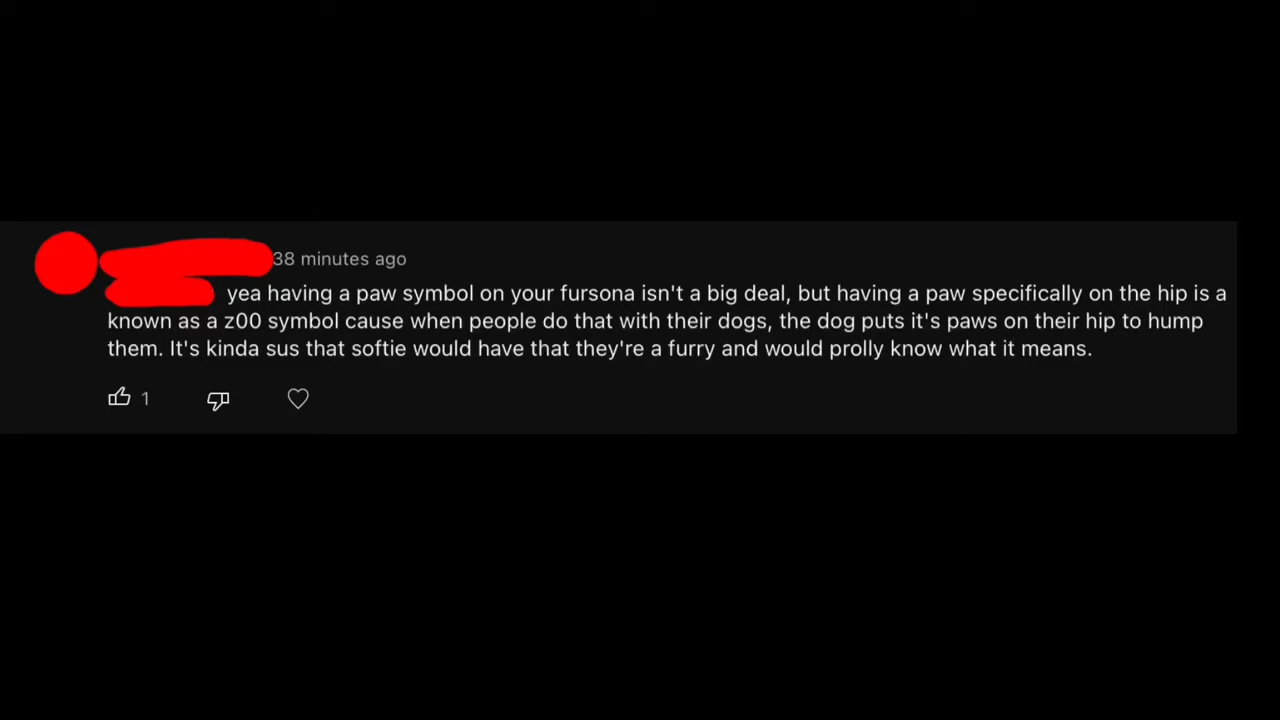 38 minutes ago
yea having a paw symbol on your fursona isn't a big deal, but having a paw specifically on the hip is a
known as a z00 symbol cause when people do that with their dogs, the dog puts it's paws on their hip to hump
them. It's kinda sus that softie would have that they're a furry and would prolly know what it means.
1